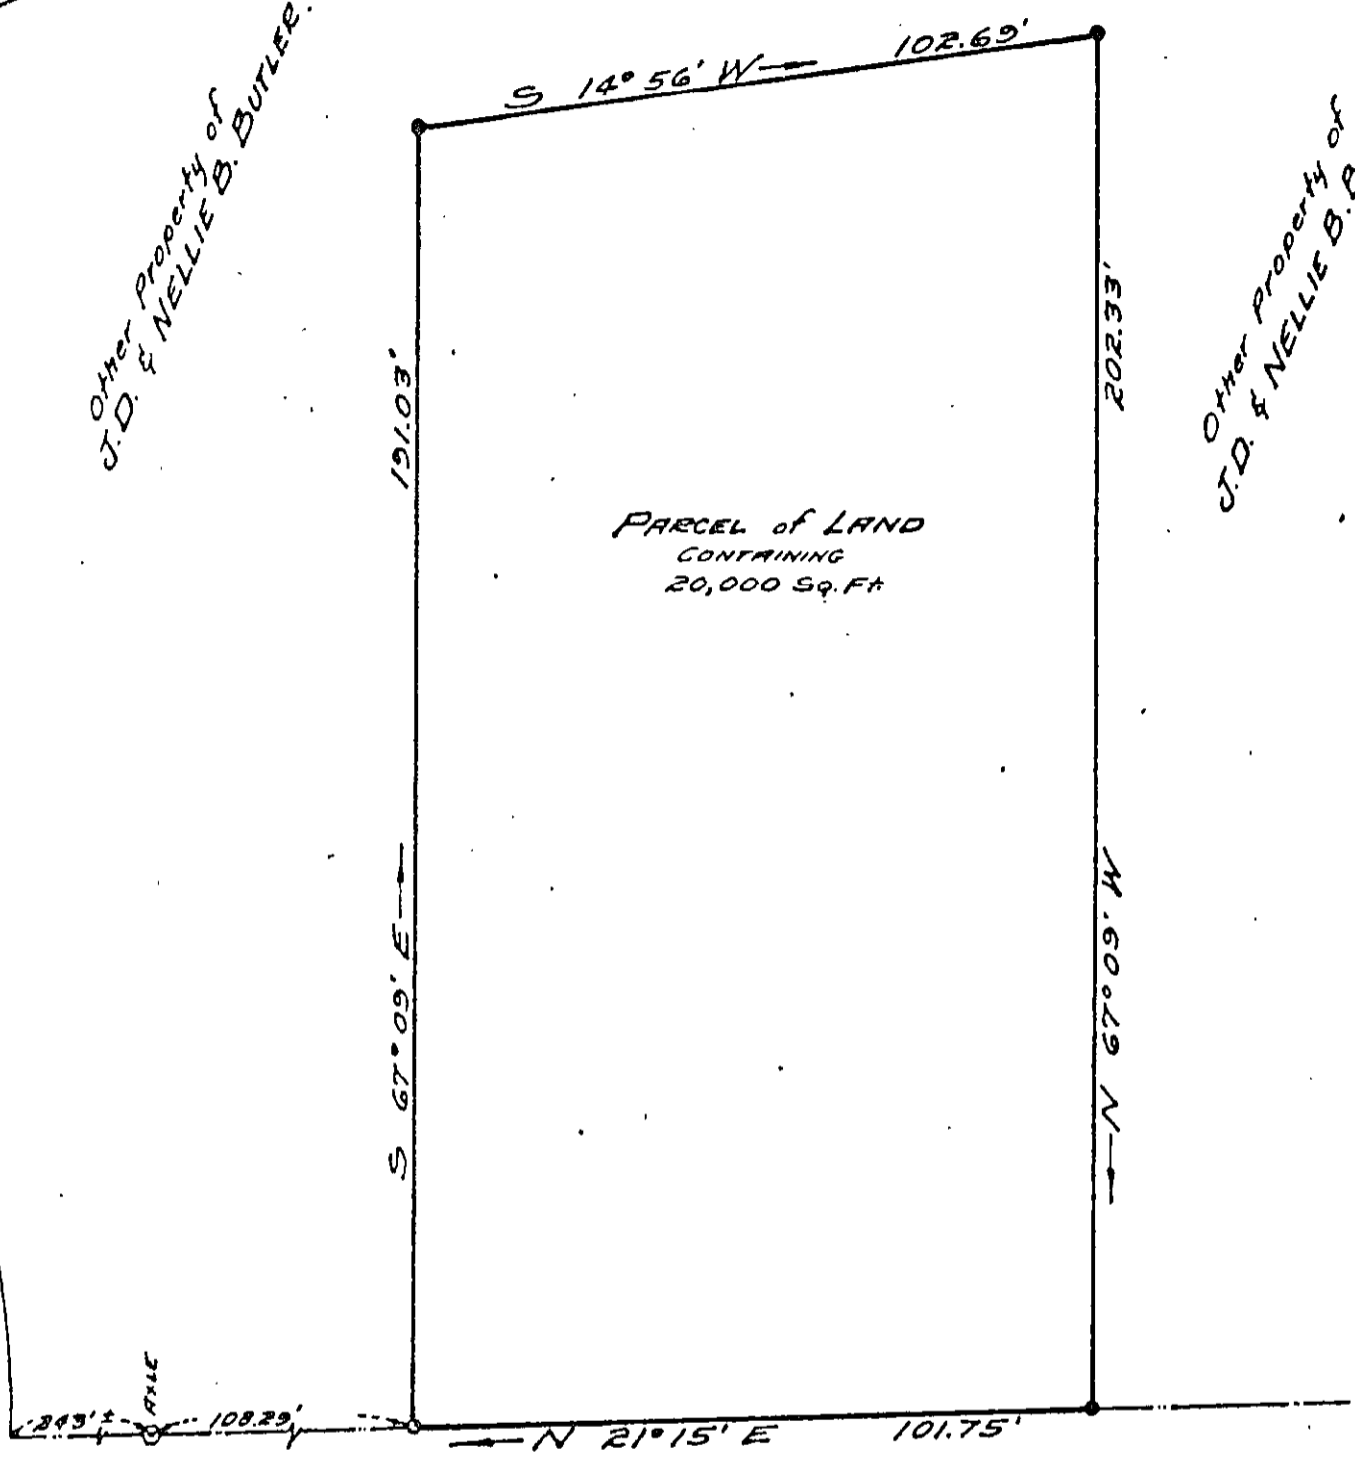 Other Property of
J.D. & NELLIE B. BUTLER.
S 14° 56' W
102.69'
191.03'
S 67° 09' E
202.33'
N 67° 09' W
PARCEL of LAND
CONTAINING
20,000 Sq. Ft
Other Property of
J.D. & NELLIE B.
243' ±
AXLE
108.29'
N 21° 15' E
101.75'